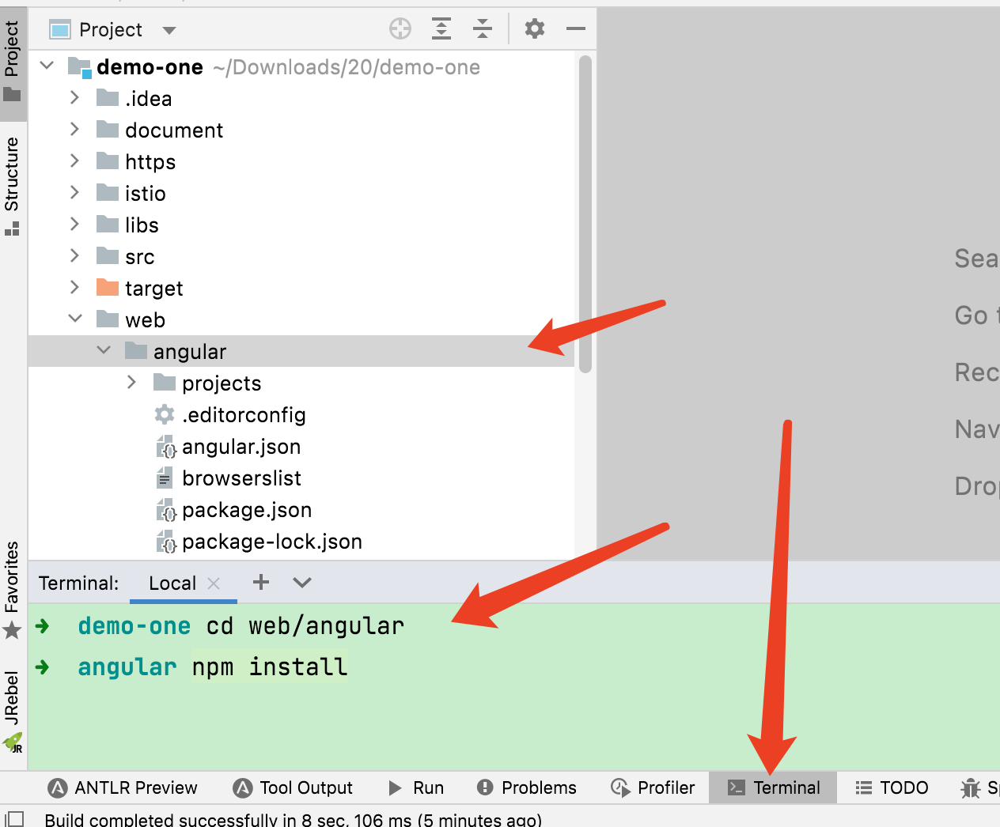 Project
demo-one ~/Downloads/20/demo-one
.idea
document
https
istio
libs
src
target
web
angular
projects
.editorconfig
angular.json
browserslist
package.json
package-lock.json
Project
Structure
Favorites
JRebel
JR
Sea
Go t
Rec
Nav
Drop
Terminal: Local
demo-one cd web/angular
angular npm install
ANTLR Preview Tool Output Run Problems Profiler Terminal TODO Sp
Build completed successfully in 8 sec, 106 ms (5 minutes ago)